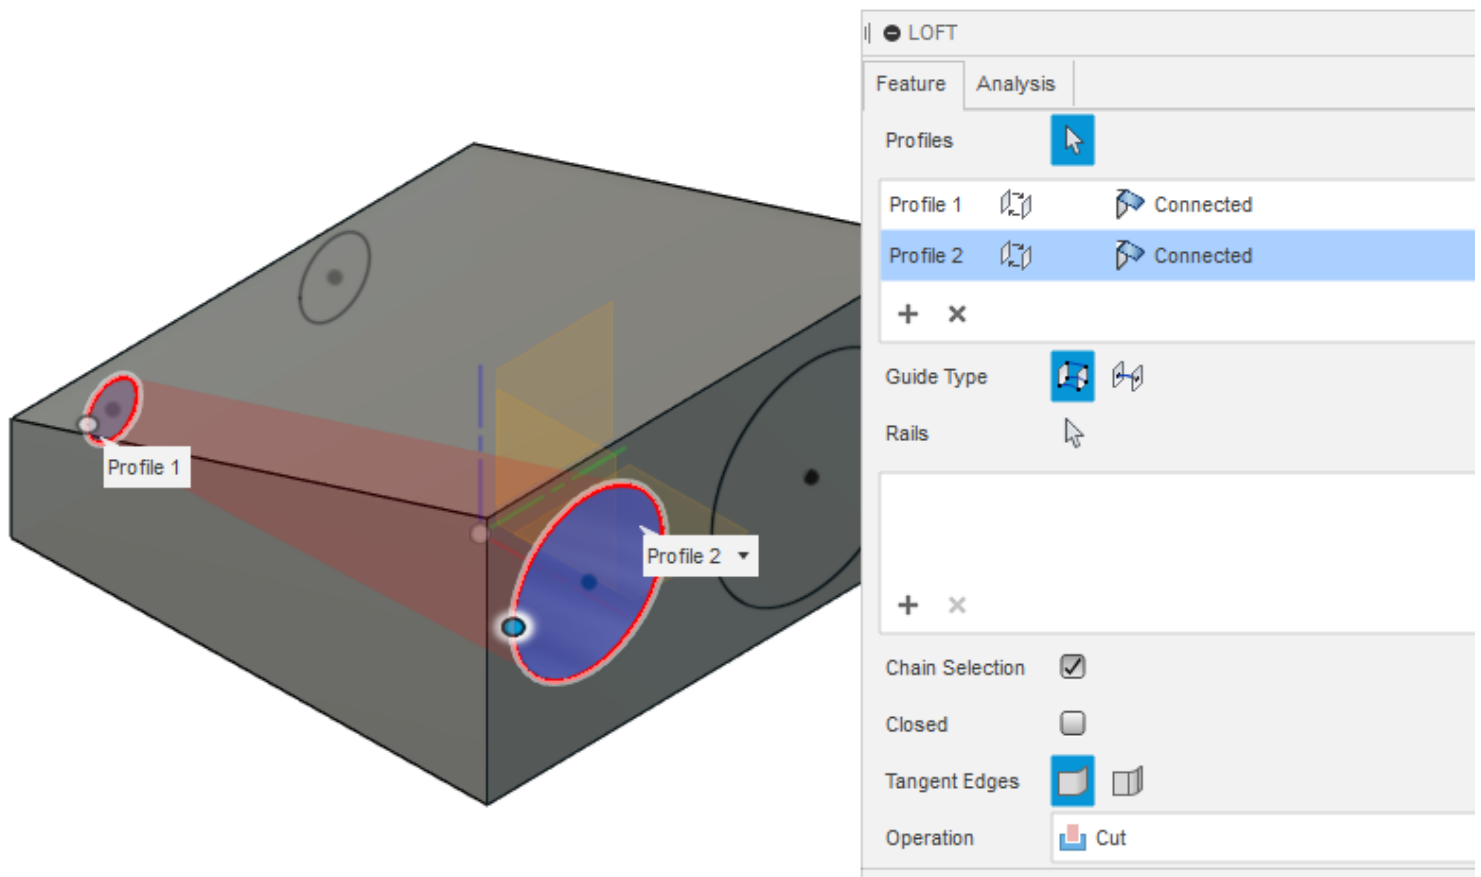 LOFT
Feature Analysis
Profiles
Profile 1 Connected
Profile 2 Connected
Guide Type
Rails
Chain Selection
Closed
Tangent Edges
Operation Cut
Profile 1
Profile 2